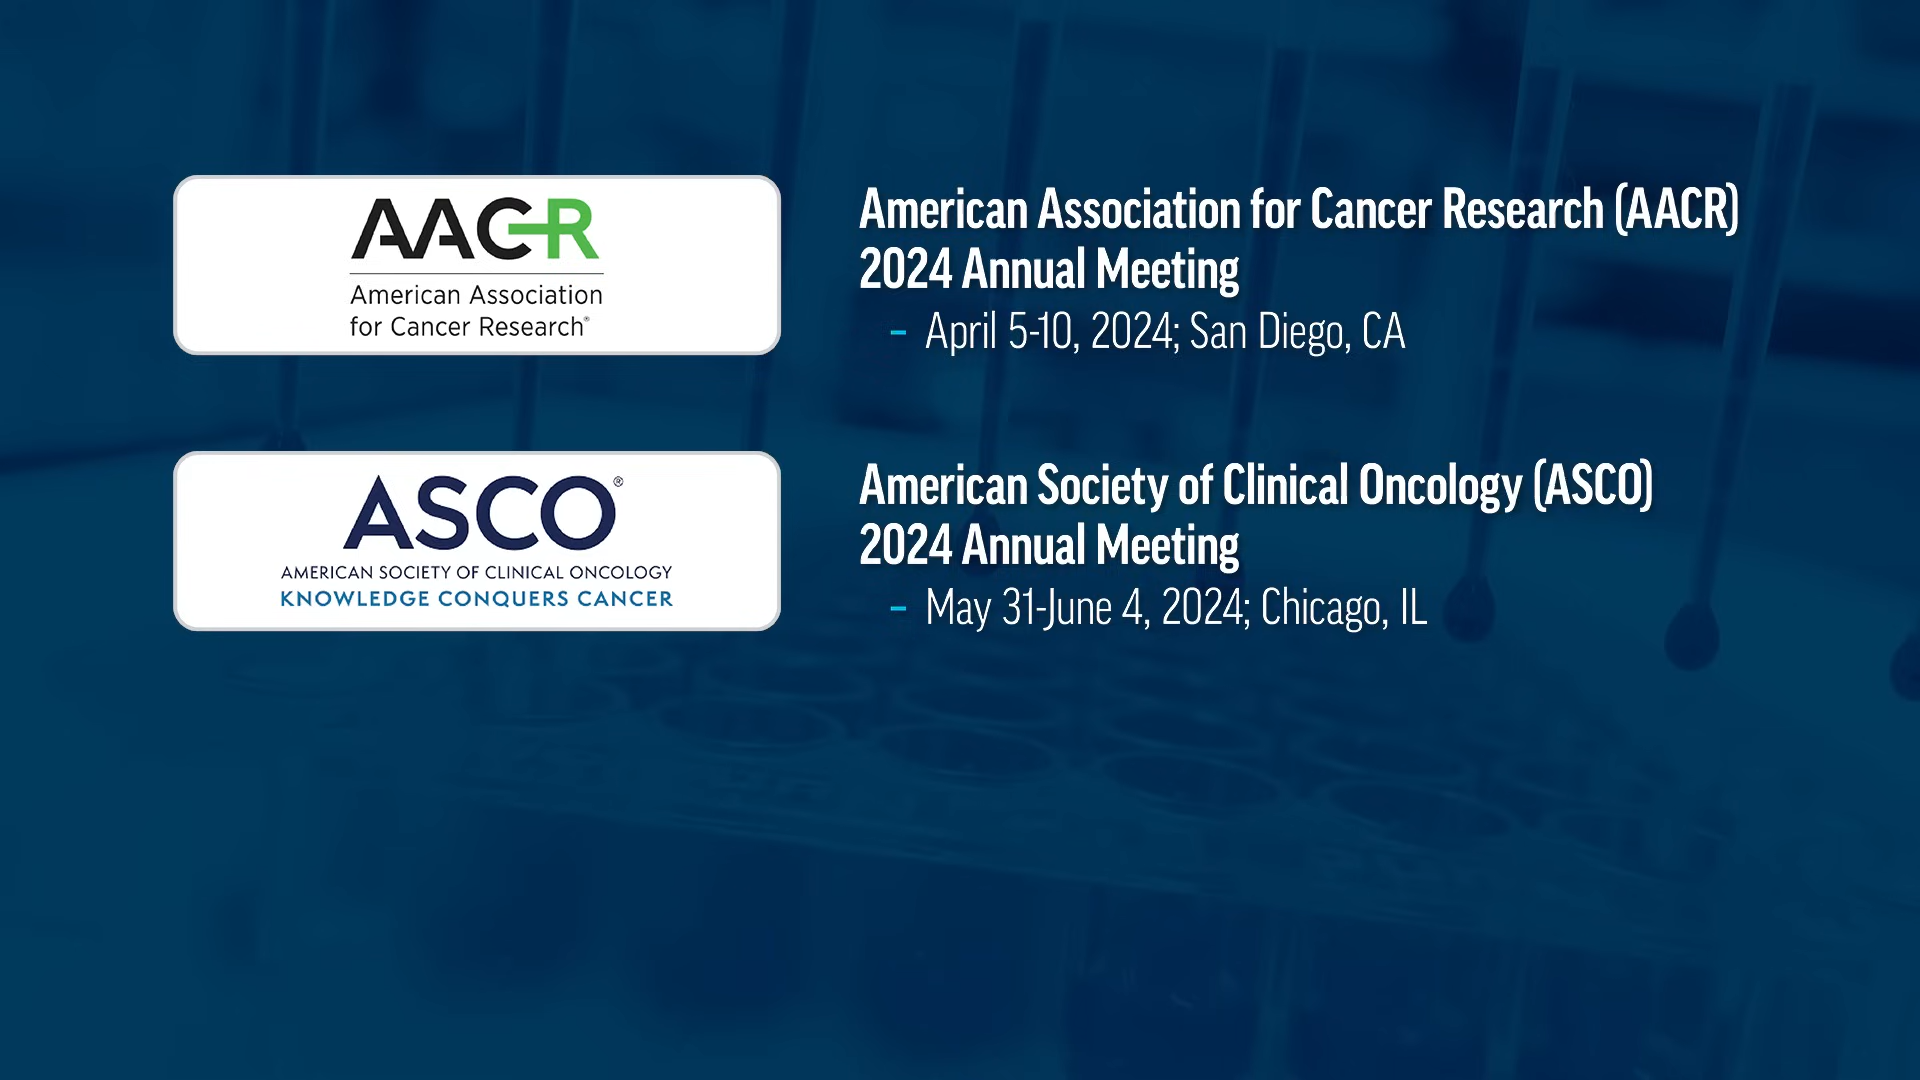 AACR
American Association
for Cancer Research®
American Association for Cancer Research (AACR)
2024 Annual Meeting
– April 5-10, 2024; San Diego, CA
ASCO®
AMERICAN SOCIETY OF CLINICAL ONCOLOGY
KNOWLEDGE CONQUERS CANCER
American Society of Clinical Oncology (ASCO)
2024 Annual Meeting
– May 31-June 4, 2024; Chicago, IL